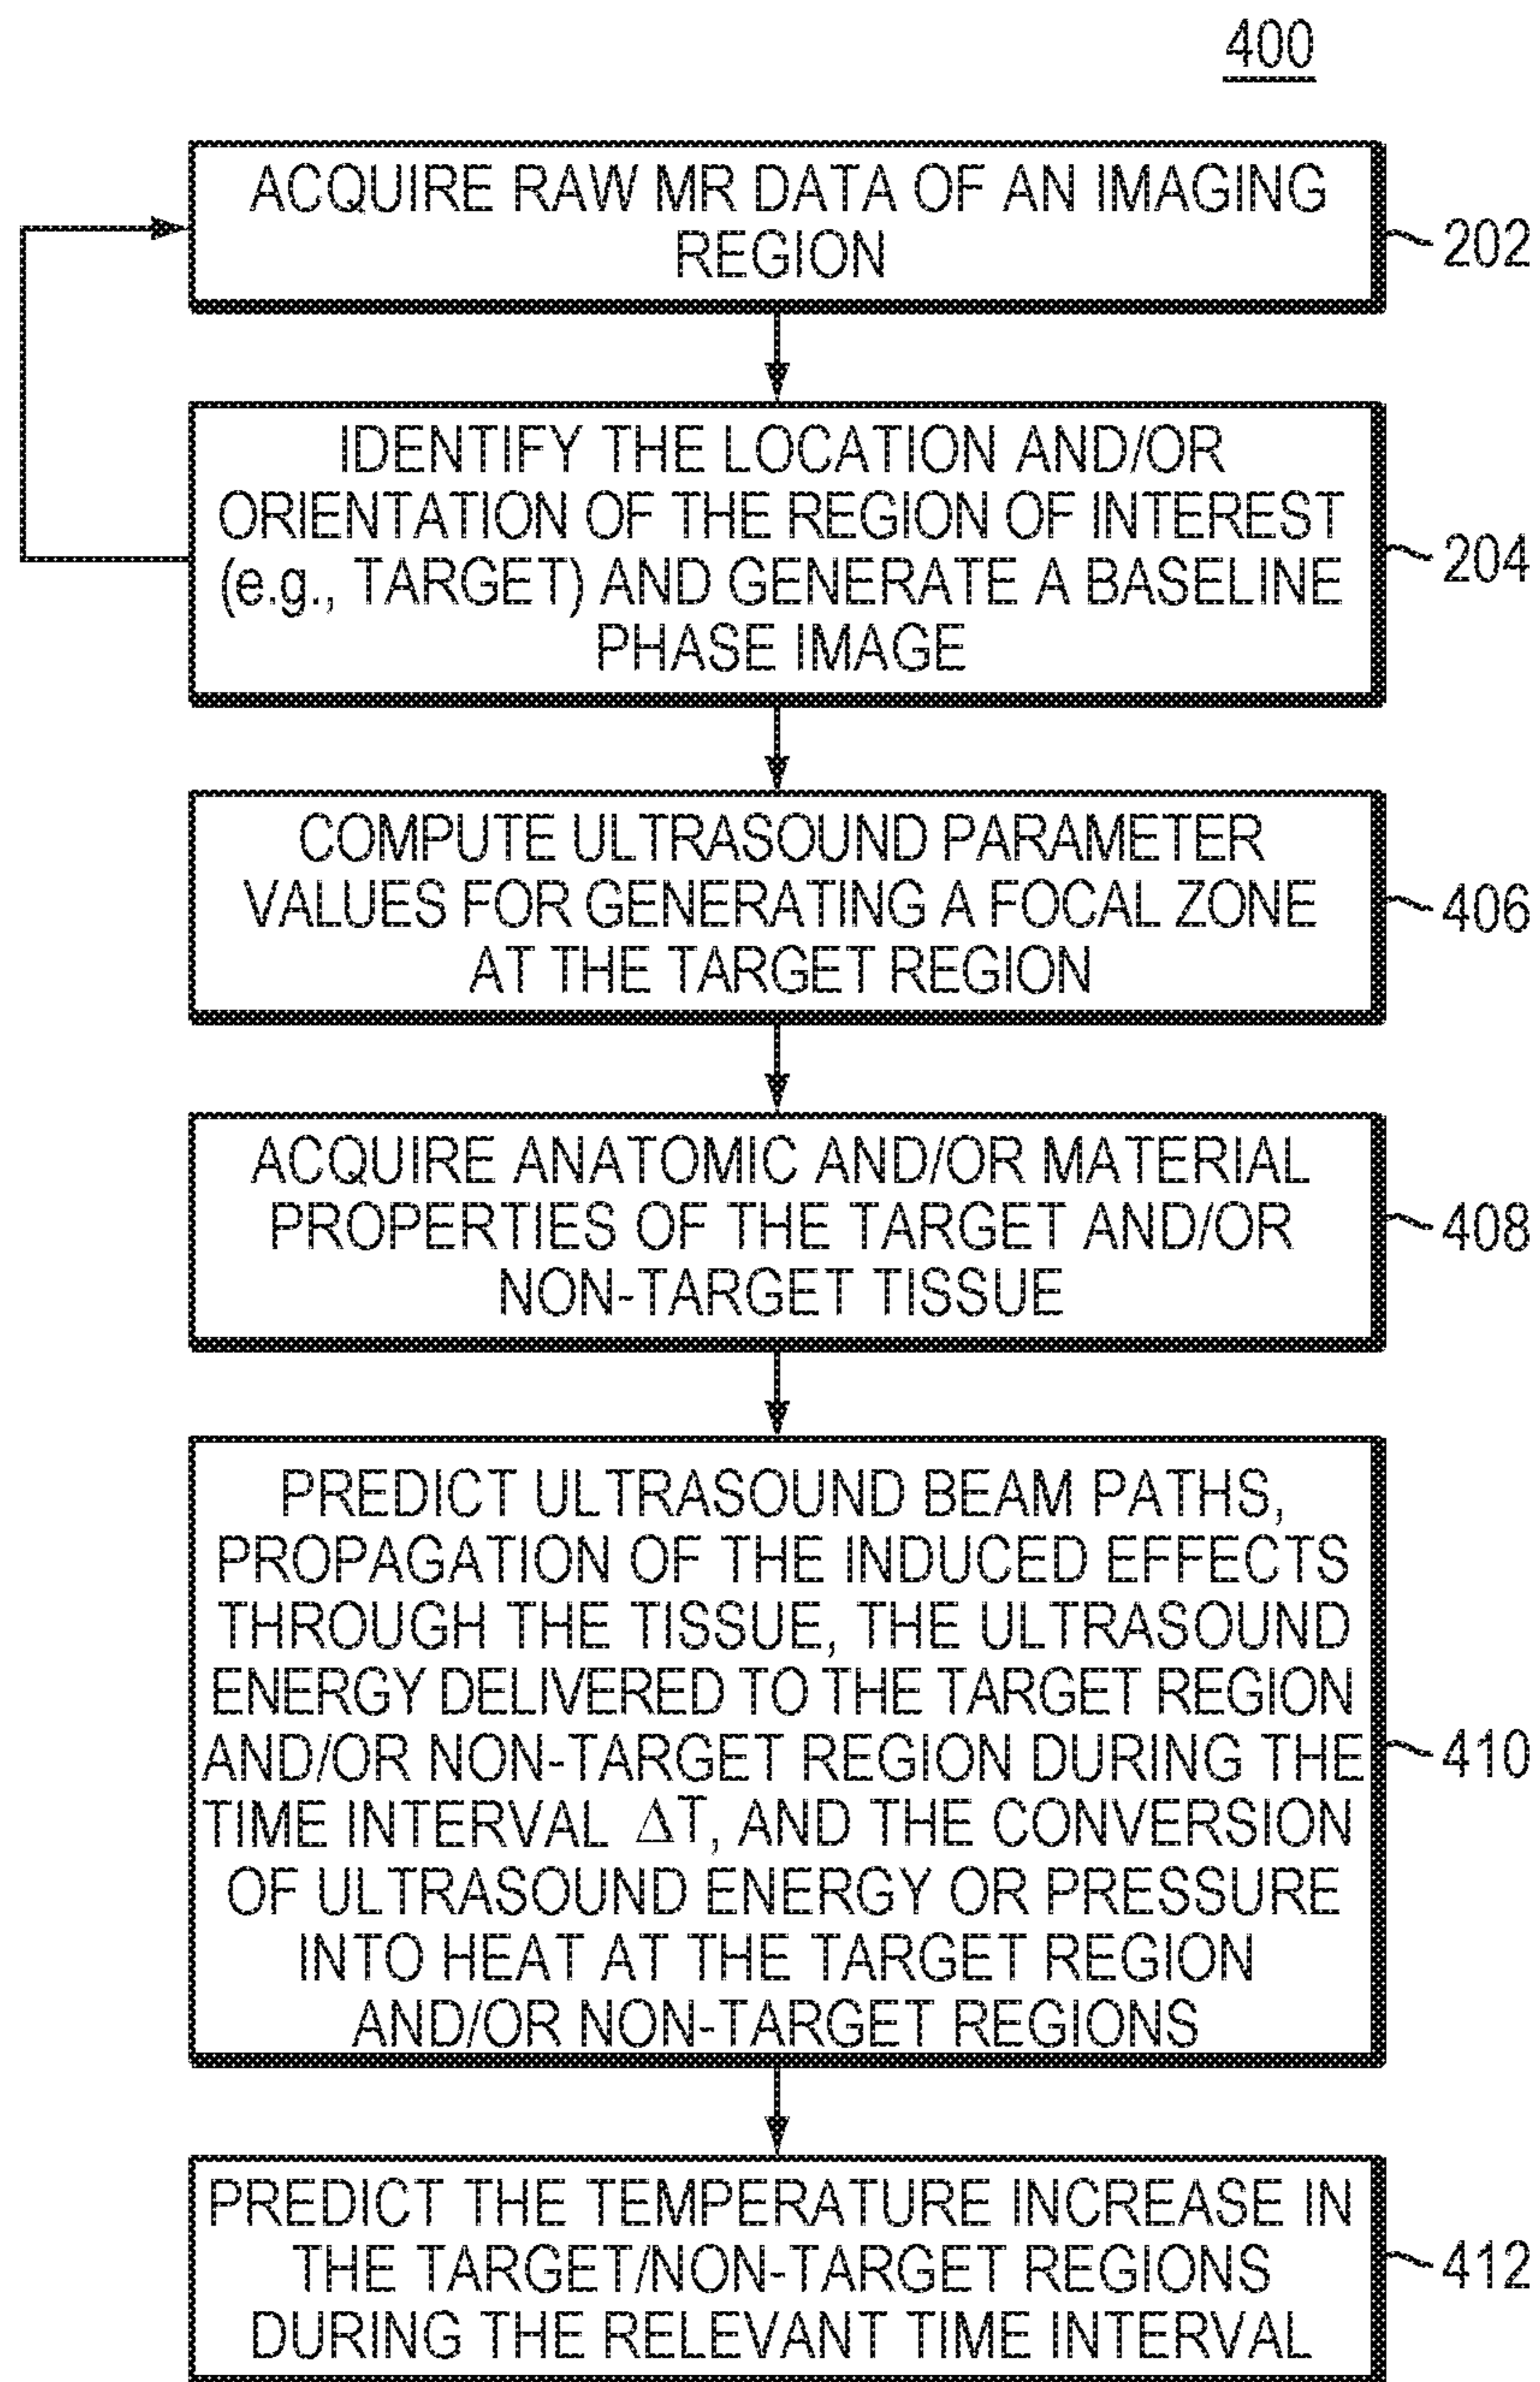 400
ACQUIRE RAW MR DATA OF AN IMAGING
REGION
202
IDENTIFY THE LOCATION AND/OR
ORIENTATION OF THE REGION OF INTEREST
(e.g., TARGET) AND GENERATE A BASELINE
PHASE IMAGE
204
COMPUTE ULTRASOUND PARAMETER
VALUES FOR GENERATING A FOCAL ZONE
AT THE TARGET REGION
406
ACQUIRE ANATOMIC AND/OR MATERIAL
PROPERTIES OF THE TARGET AND/OR
NON-TARGET TISSUE
408
PREDICT ULTRASOUND BEAM PATHS,
PROPAGATION OF THE INDUCED EFFECTS
THROUGH THE TISSUE, THE ULTRASOUND
ENERGY DELIVERED TO THE TARGET REGION
AND/OR NON-TARGET REGION DURING THE
TIME INTERVAL ΔT, AND THE CONVERSION
OF ULTRASOUND ENERGY OR PRESSURE
INTO HEAT AT THE TARGET REGION
AND/OR NON-TARGET REGIONS
410
PREDICT THE TEMPERATURE INCREASE IN
THE TARGET/NON-TARGET REGIONS
DURING THE RELEVANT TIME INTERVAL
412